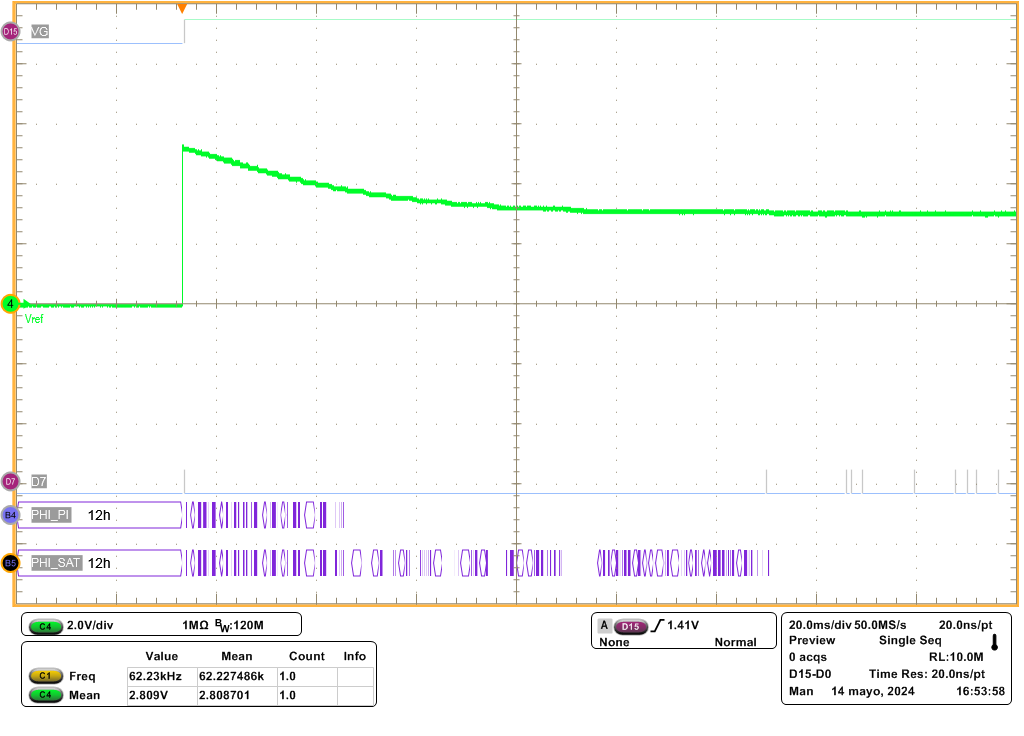 D15 VG
4
Vref
D7 D7
B4 PHI_PI 12h
B5 PHI_SAT 12h
C4 2.0V/div 1MΩ BW:120M
Value Mean Count Info
C1 Freq 62.23kHz 62.227486k 1.0
C4 Mean 2.809V 2.808701 1.0
A D15 1.41V
None Normal
20.0ms/div 50.0MS/s 20.0ns/pt
Preview Single Seq
0 acqs RL:10.0M
D15-D0 Time Res: 20.0ns/pt
Man 14 mayo, 2024 16:53:58